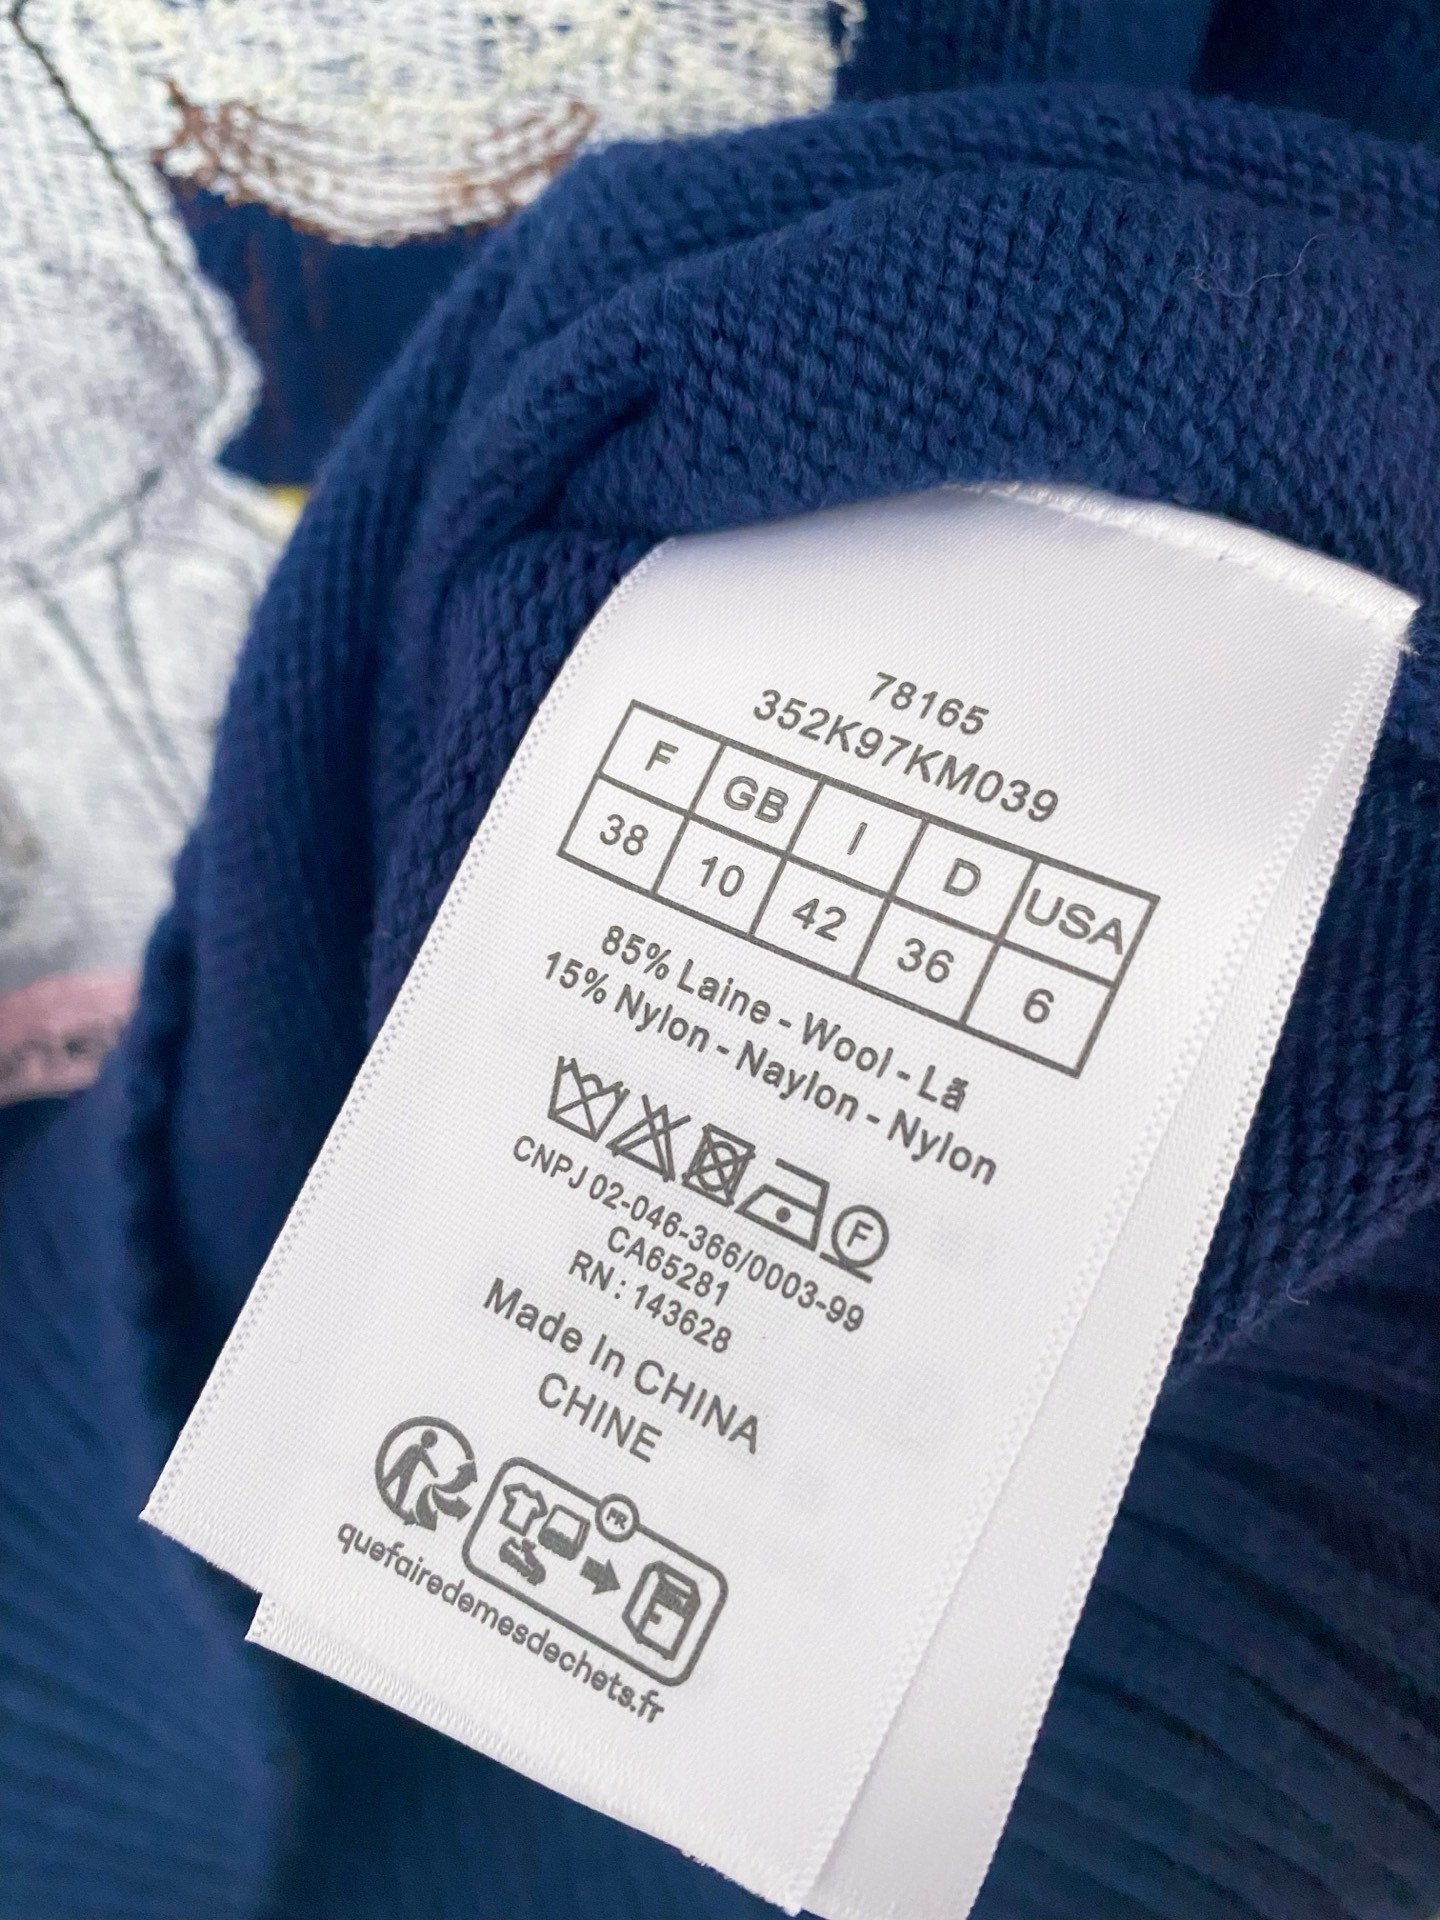 78165
352K97KM039
F GB I D USA
38 10 42 36 6
85% Laine - Wool - Lã
15% Nylon - Naylon - Nylon
F
CNPJ 02-046-366/0003-99
CA65281
RN : 143628
Made In CHINA
CHINE
FR
quefairedemesdechets.fr